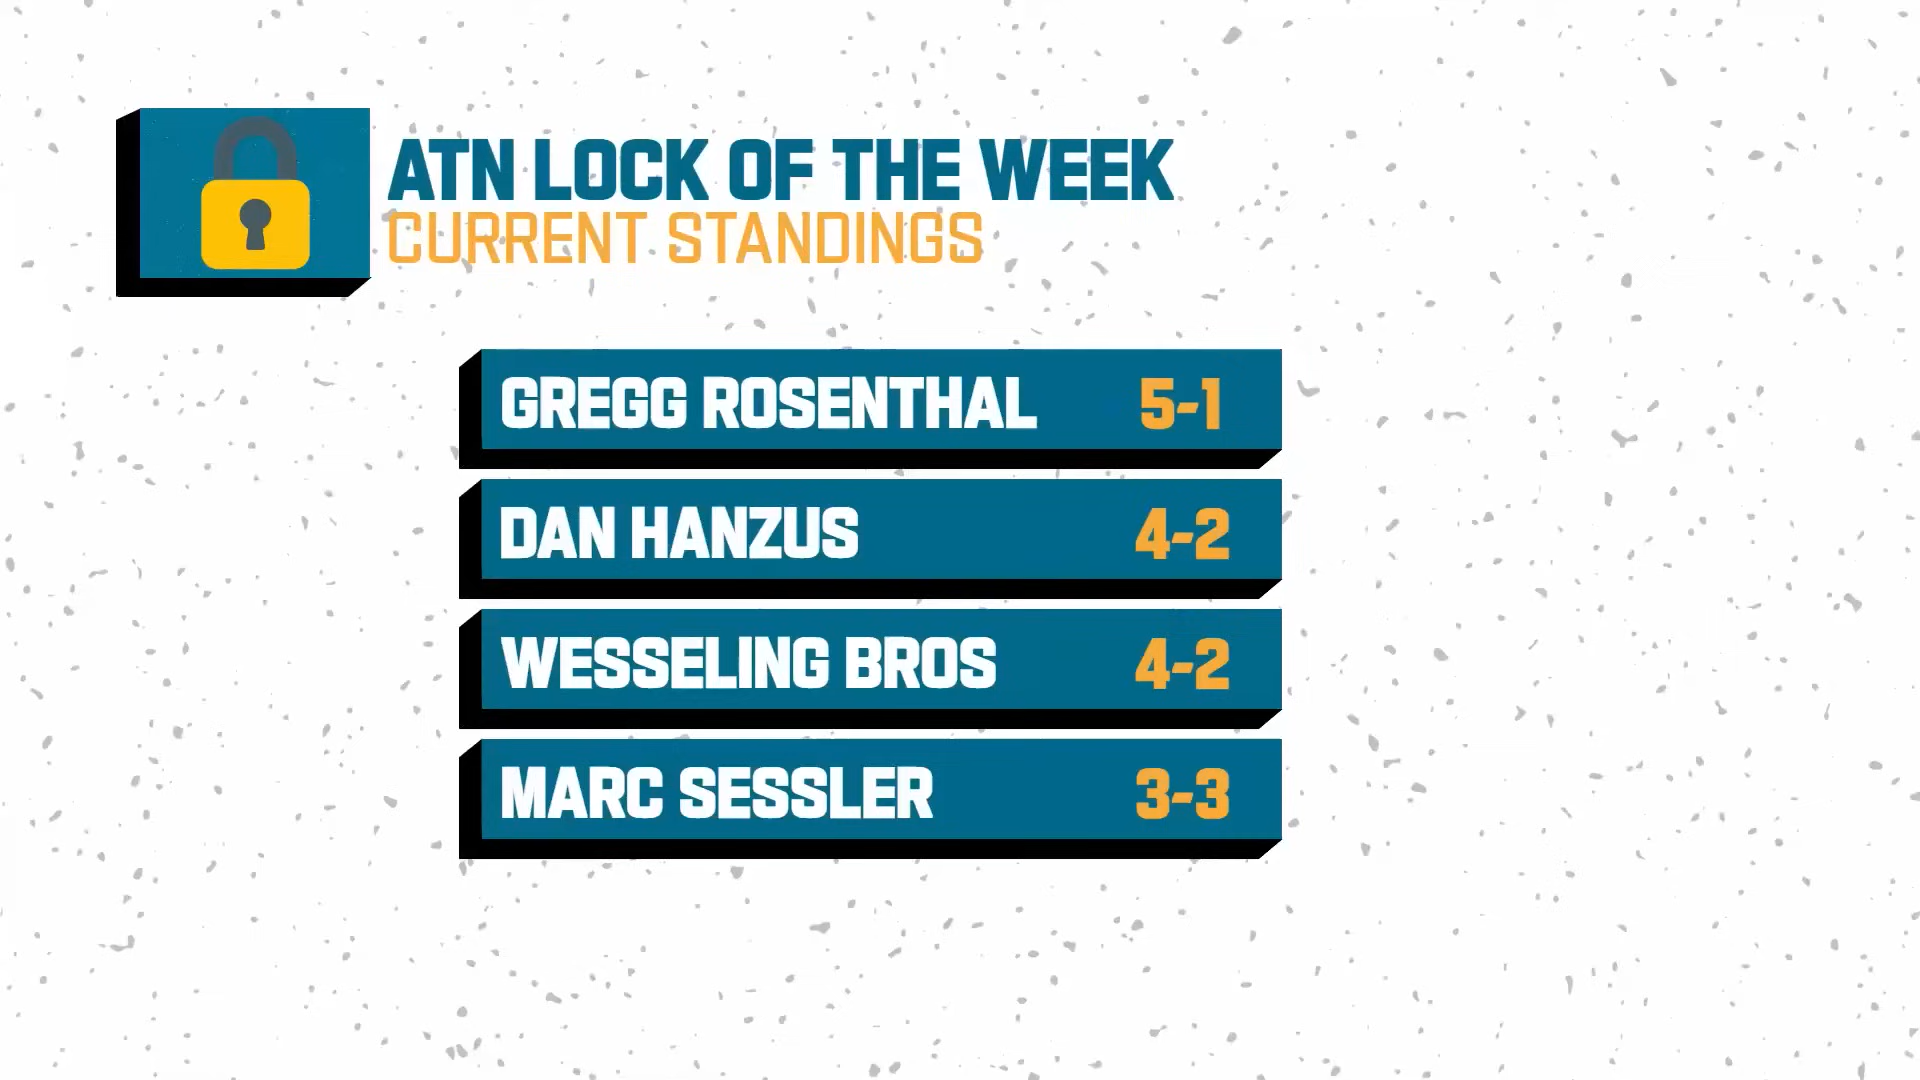 ATN LOCK OF THE WEEK
CURRENT STANDINGS
GREGG ROSENTHAL 5-1
DAN HANZUS 4-2
WESSELING BROS 4-2
MARC SESSLER 3-3